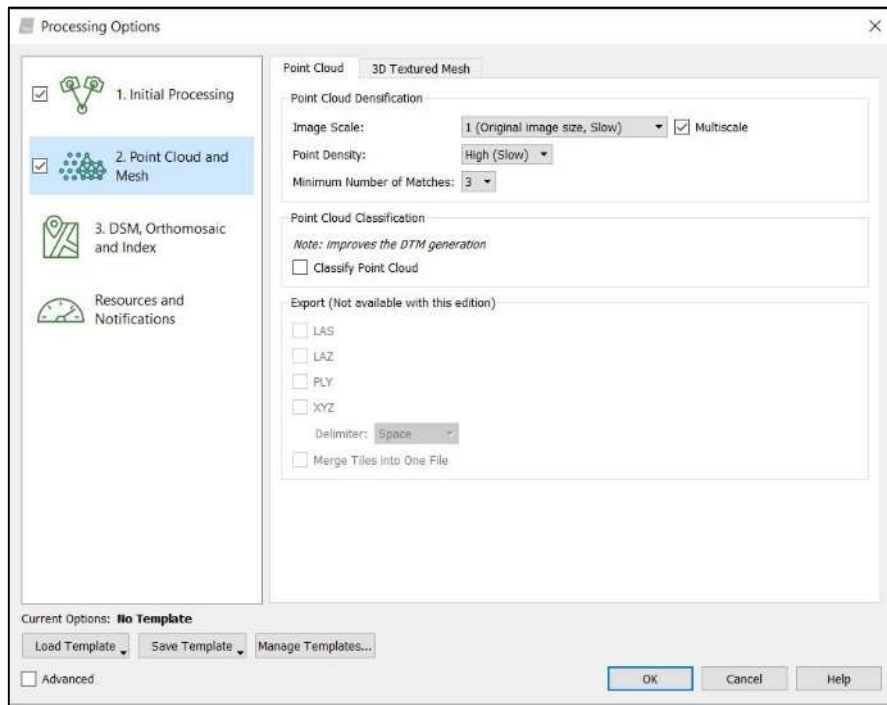 Processing Options
1. Initial Processing
2. Point Cloud and
Mesh
3. DSM, Orthomosaic
and Index
Resources and
Notifications
Point Cloud
3D Textured Mesh
Point Cloud Densification
Image Scale: 1 (Original image size, Slow) Multiscale
Point Density: High (Slow)
Minimum Number of Matches: 3
Point Cloud Classification
Note: improves the DTM generation
Classify Point Cloud
Export (Not available with this edition)
LAS
LAZ
PLY
XYZ
Delimiter: Space
Merge Tiles into One File
Current Options: No Template
Load Template Save Template Manage Templates...
Advanced
OK Cancel Help